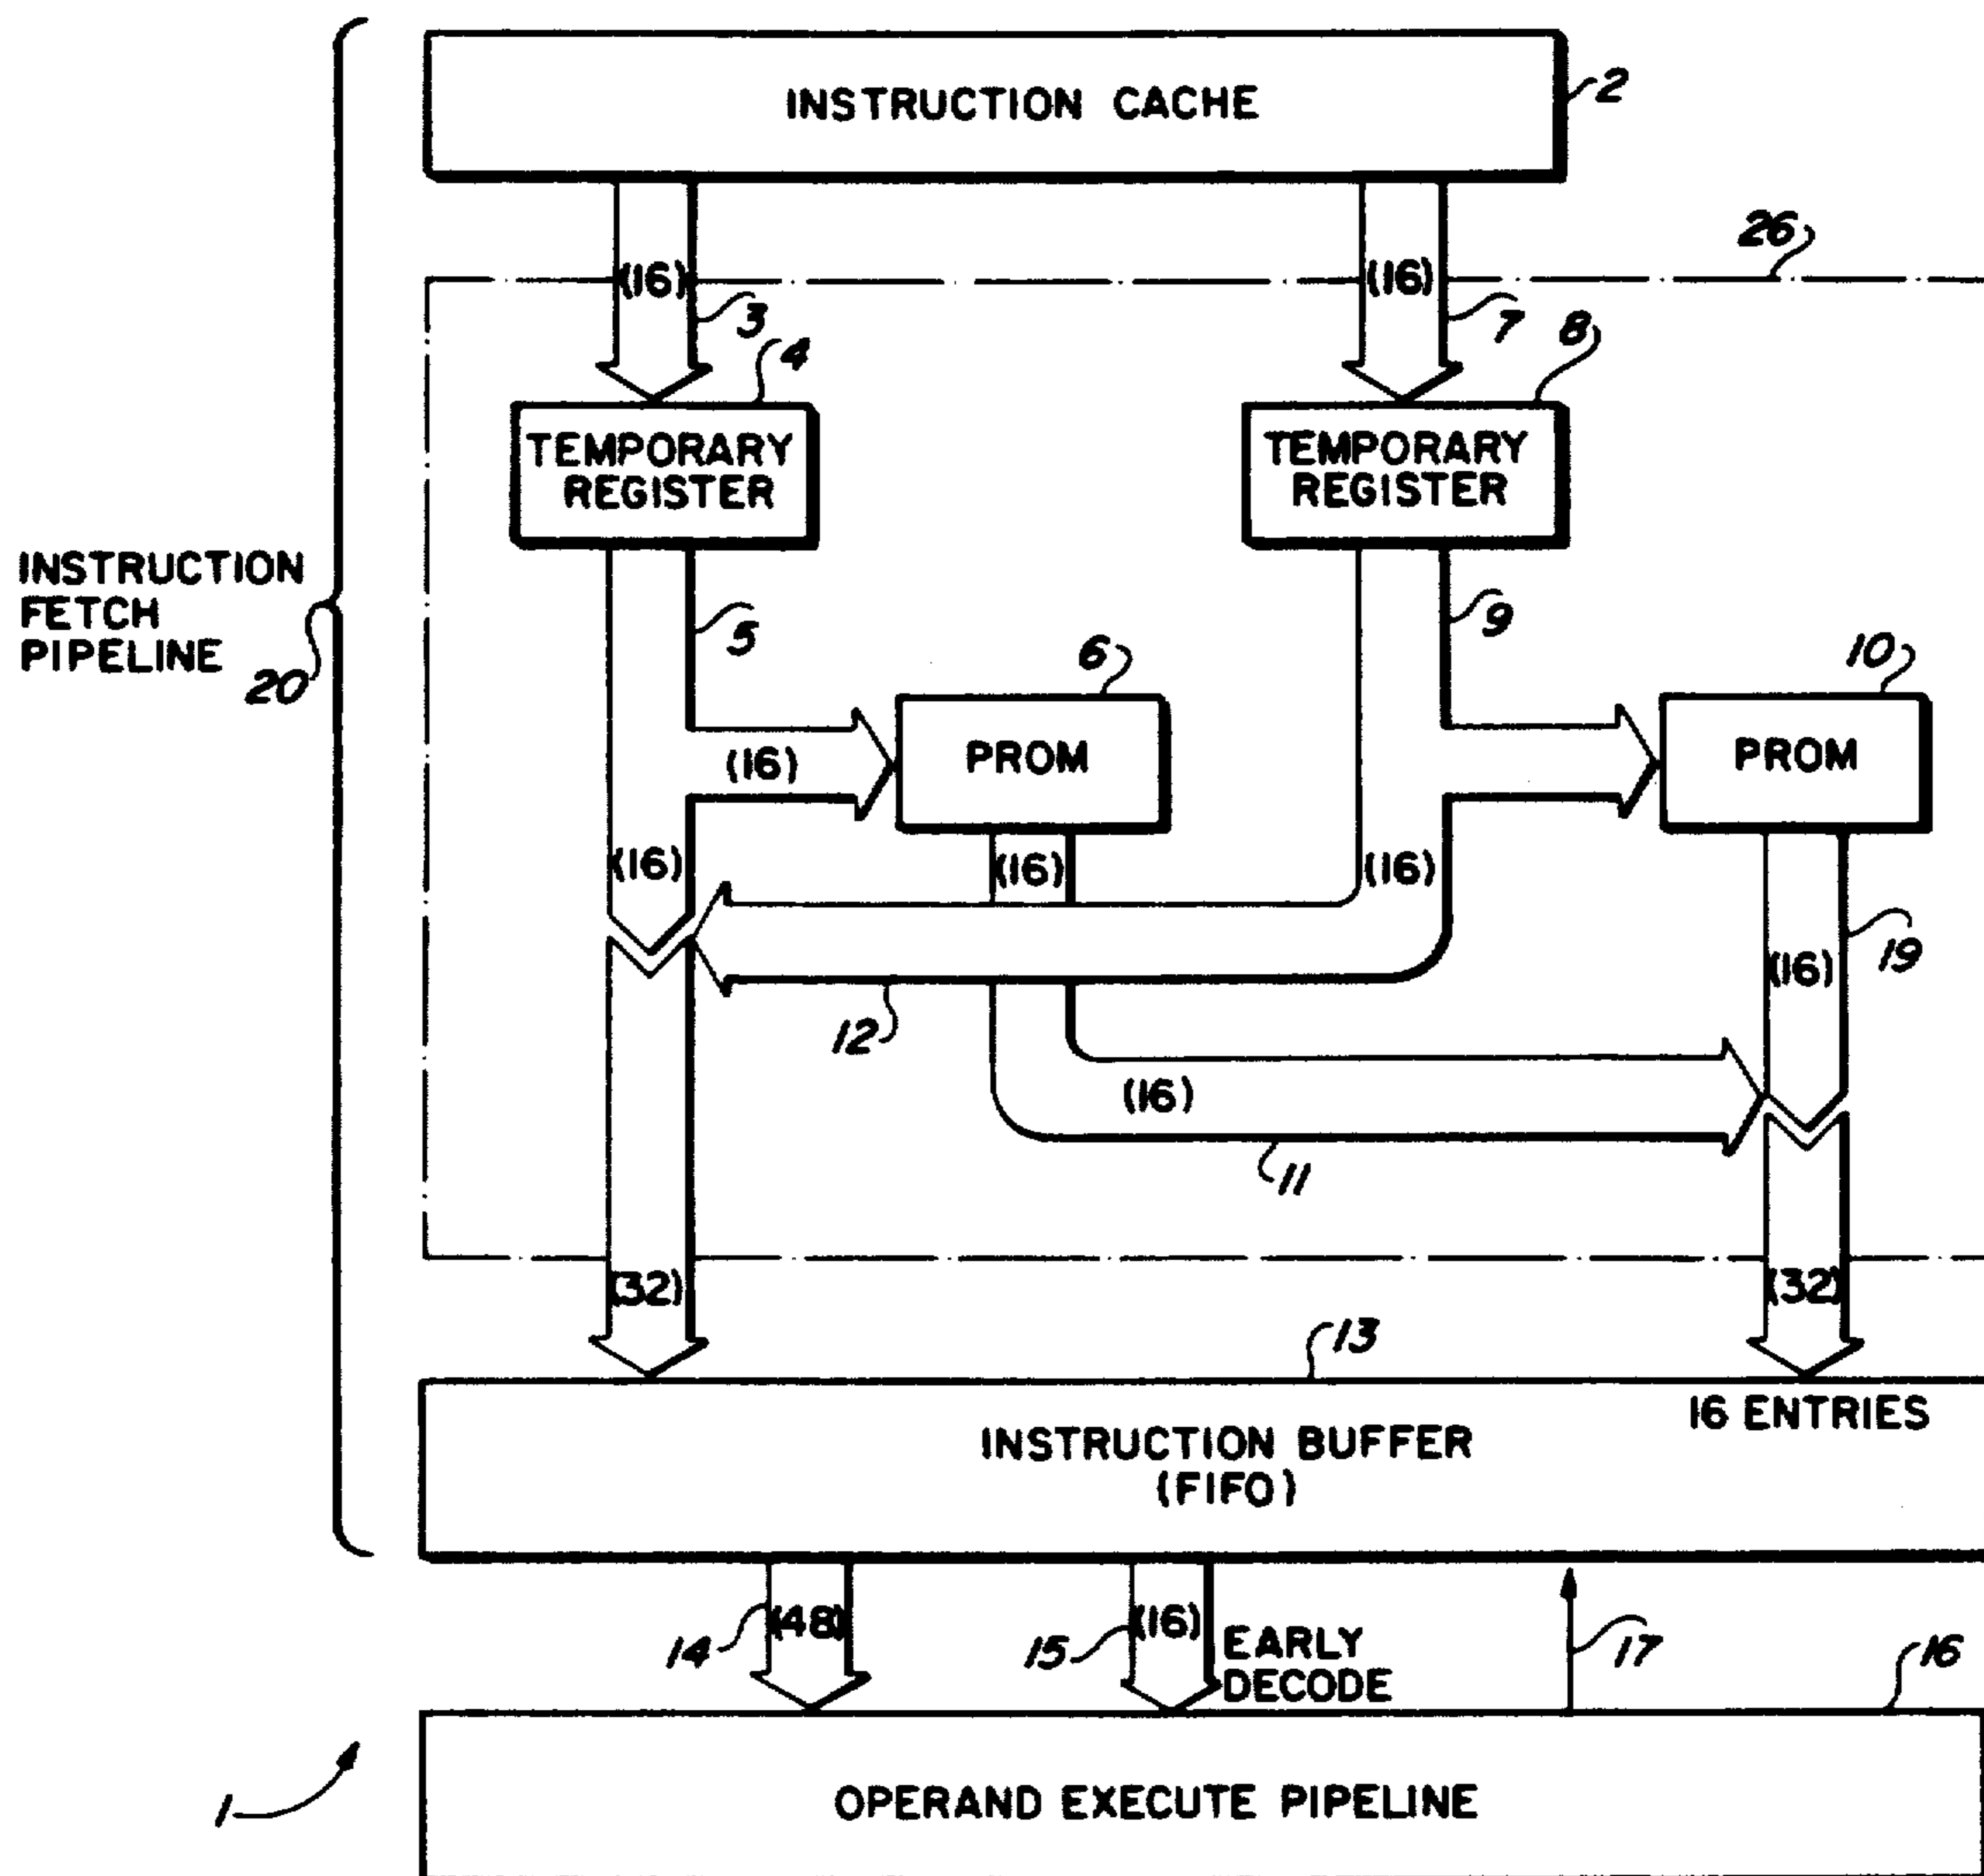 INSTRUCTION CACHE
2
26
(16)
(16)
3
7
4
8
TEMPORARY
REGISTER
TEMPORARY
REGISTER
INSTRUCTION
FETCH
PIPELINE
20
5
9
6
10
PROM
PROM
(16)
(16)
(16)
(16)
19
(16)
12
(16)
11
(32)
(32)
13
16 ENTRIES
INSTRUCTION BUFFER
(FIFO)
14
(48)
15
(16)
EARLY
DECODE
17
16
1
OPERAND EXECUTE PIPELINE